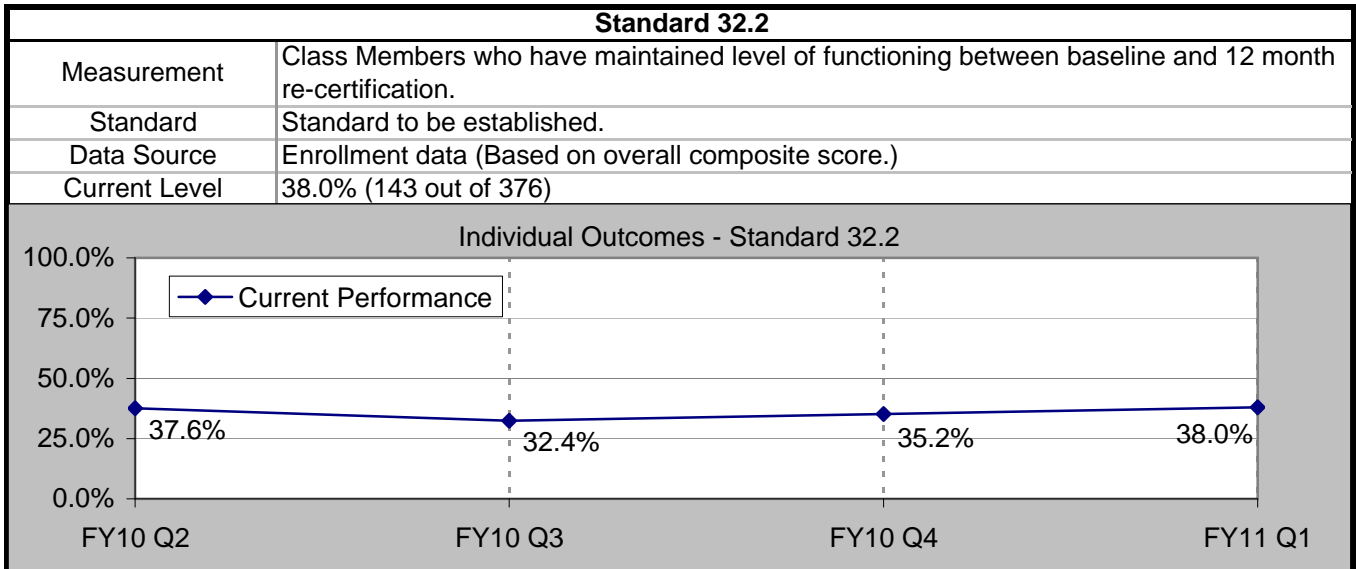 Standard 32.2
Measurement
Class Members who have maintained level of functioning between baseline and 12 month
re-certification.
Standard
Standard to be established.
Data Source
Enrollment data (Based on overall composite score.)
Current Level
38.0% (143 out of 376)
Individual Outcomes - Standard 32.2
100.0%
75.0%
50.0%
25.0%
0.0%
Current Performance
37.6%
32.4%
35.2%
38.0%
FY10 Q2
FY10 Q3
FY10 Q4
FY11 Q1